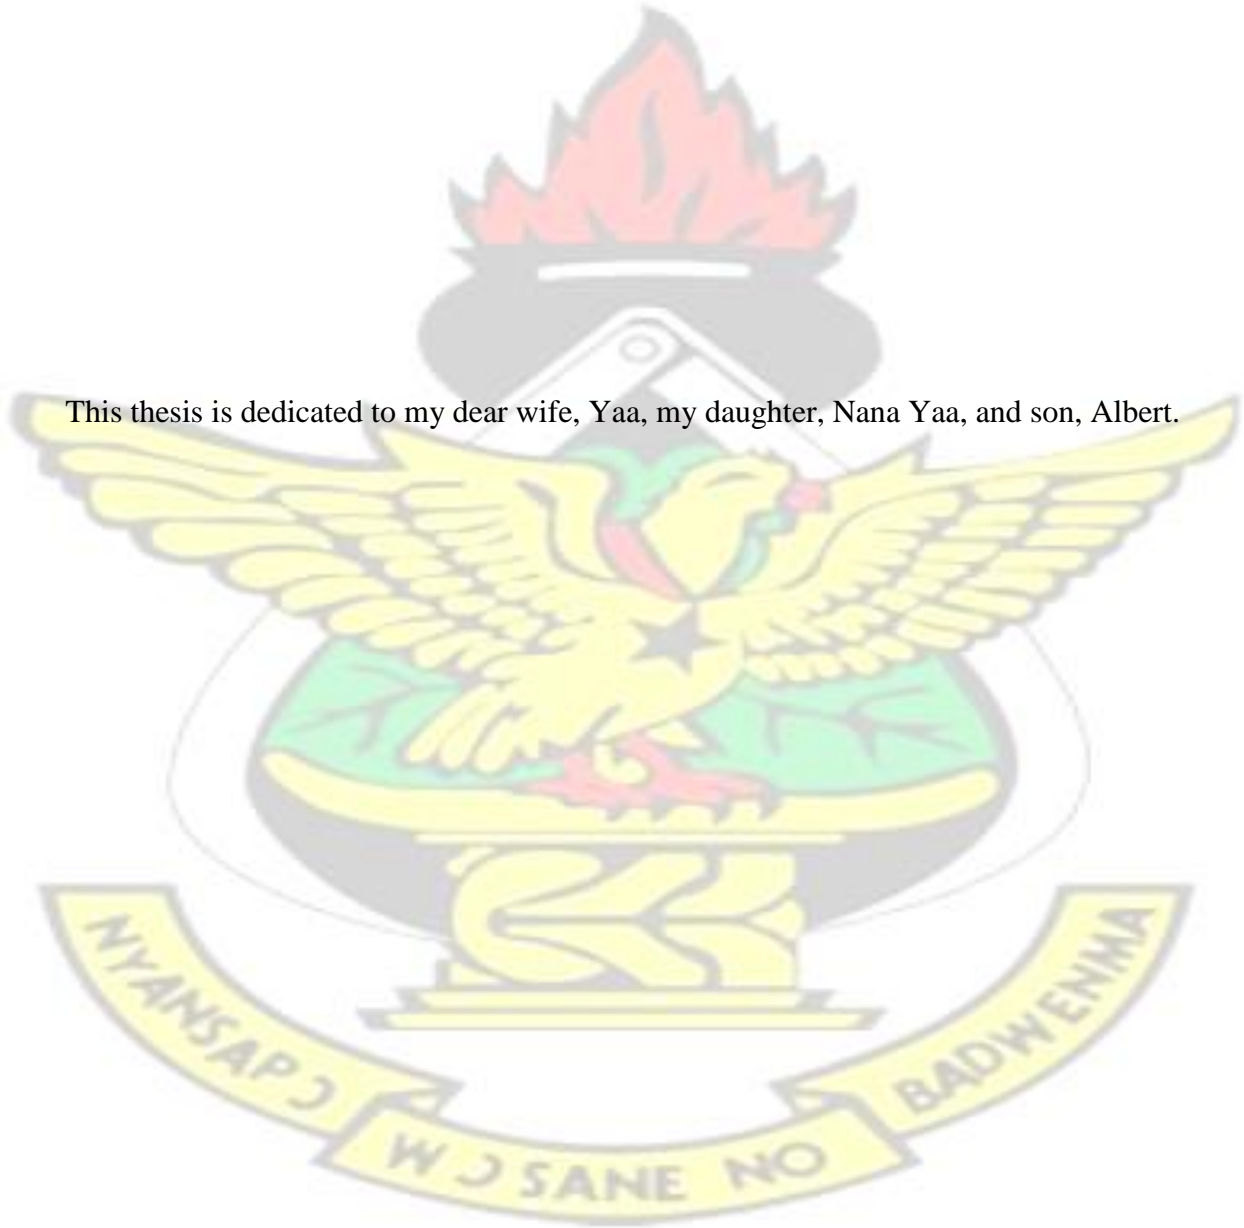 This thesis is dedicated to my dear wife, Yaa, my daughter, Nana Yaa, and son, Albert.
NYANSAPƆ
WƆSANE NO
BADWENMA